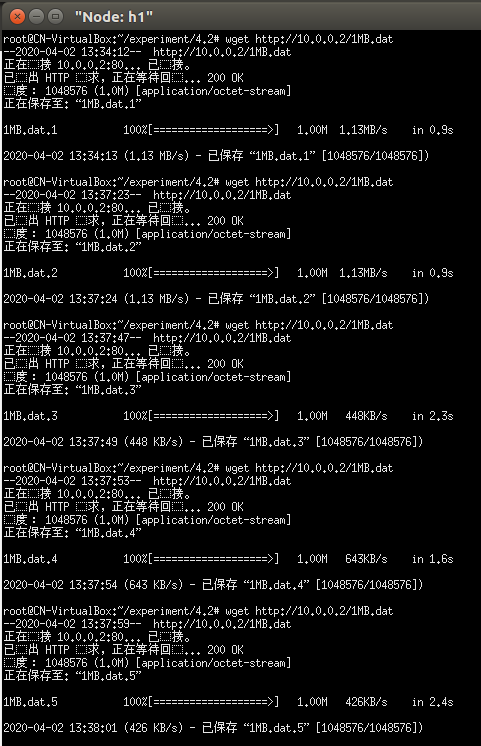 "Node: h1"
root@CN-VirtualBox:~/experiment/4.2# wget http://10.0.0.2/1MB.dat
--2020-04-02 13:34:12--  http://10.0.0.2/1MB.dat
正在接 10.0.0.2:80... 已接。
已出 HTTP 求，正在等待回... 200 OK
度： 1048576 (1.0M) [application/octet-stream]
正在保存至: “1MB.dat.1”
1MB.dat.1 100%[===================>] 1.00M 1.13MB/s in 0.9s
2020-04-02 13:34:13 (1.13 MB/s) - 已保存 “1MB.dat.1” [1048576/1048576])
root@CN-VirtualBox:~/experiment/4.2# wget http://10.0.0.2/1MB.dat
--2020-04-02 13:37:23--  http://10.0.0.2/1MB.dat
正在接 10.0.0.2:80... 已接。
已出 HTTP 求，正在等待回... 200 OK
度： 1048576 (1.0M) [application/octet-stream]
正在保存至: “1MB.dat.2”
1MB.dat.2 100%[===================>] 1.00M 1.13MB/s in 0.9s
2020-04-02 13:37:24 (1.13 MB/s) - 已保存 “1MB.dat.2” [1048576/1048576])
root@CN-VirtualBox:~/experiment/4.2# wget http://10.0.0.2/1MB.dat
--2020-04-02 13:37:47--  http://10.0.0.2/1MB.dat
正在接 10.0.0.2:80... 已接。
已出 HTTP 求，正在等待回... 200 OK
度： 1048576 (1.0M) [application/octet-stream]
正在保存至: “1MB.dat.3”
1MB.dat.3 100%[===================>] 1.00M 448KB/s in 2.3s
2020-04-02 13:37:49 (448 KB/s) - 已保存 “1MB.dat.3” [1048576/1048576])
root@CN-VirtualBox:~/experiment/4.2# wget http://10.0.0.2/1MB.dat
--2020-04-02 13:37:53--  http://10.0.0.2/1MB.dat
正在接 10.0.0.2:80... 已接。
已出 HTTP 求，正在等待回... 200 OK
度： 1048576 (1.0M) [application/octet-stream]
正在保存至: “1MB.dat.4”
1MB.dat.4 100%[===================>] 1.00M 643KB/s in 1.6s
2020-04-02 13:37:54 (643 KB/s) - 已保存 “1MB.dat.4” [1048576/1048576])
root@CN-VirtualBox:~/experiment/4.2# wget http://10.0.0.2/1MB.dat
--2020-04-02 13:37:59--  http://10.0.0.2/1MB.dat
正在接 10.0.0.2:80... 已接。
已出 HTTP 求，正在等待回... 200 OK
度： 1048576 (1.0M) [application/octet-stream]
正在保存至: “1MB.dat.5”
1MB.dat.5 100%[===================>] 1.00M 426KB/s in 2.4s
2020-04-02 13:38:01 (426 KB/s) - 已保存 “1MB.dat.5” [1048576/1048576])